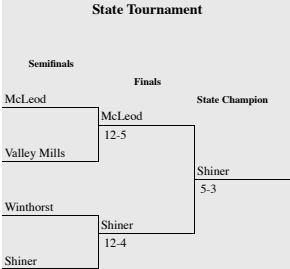 State Tournament
Semifinals
Finals
State Champion
McLeod
McLeod
12-5
Valley Mills
Shiner
5-3
Winthorst
Shiner
12-4
Shiner